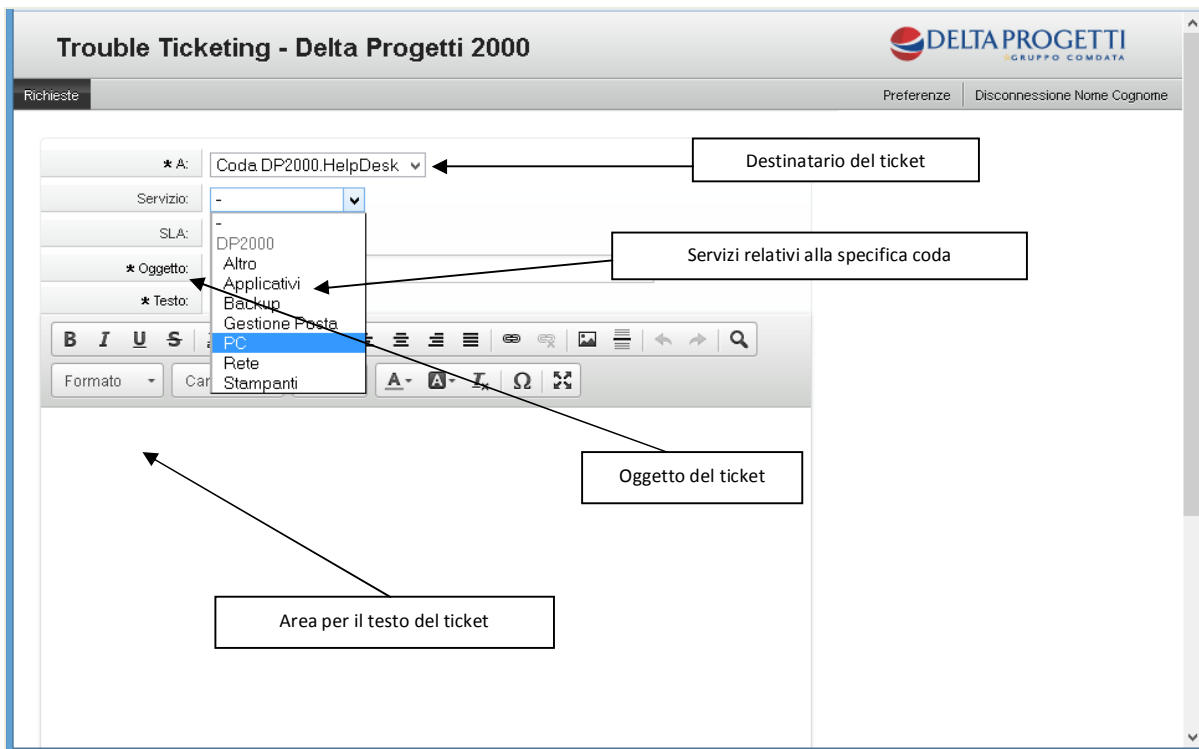 Trouble Ticketing - Delta Progetti 2000
DELTA PROGETTI
GRUPPO COMDATA
Richieste
Preferenze
Disconnessione Nome Cognome
* A:
Coda DP2000.HelpDesk
Destinatario del ticket
Servizio:
-
-
SLA:
DP2000
Servizi relativi alla specifica coda
* Oggetto:
Altro
Applicativi
* Testo:
Backup
Gestione Posta
B I U S
PC
Rete
Formato
Car
Stampanti
A A Tx Ω
Oggetto del ticket
Area per il testo del ticket